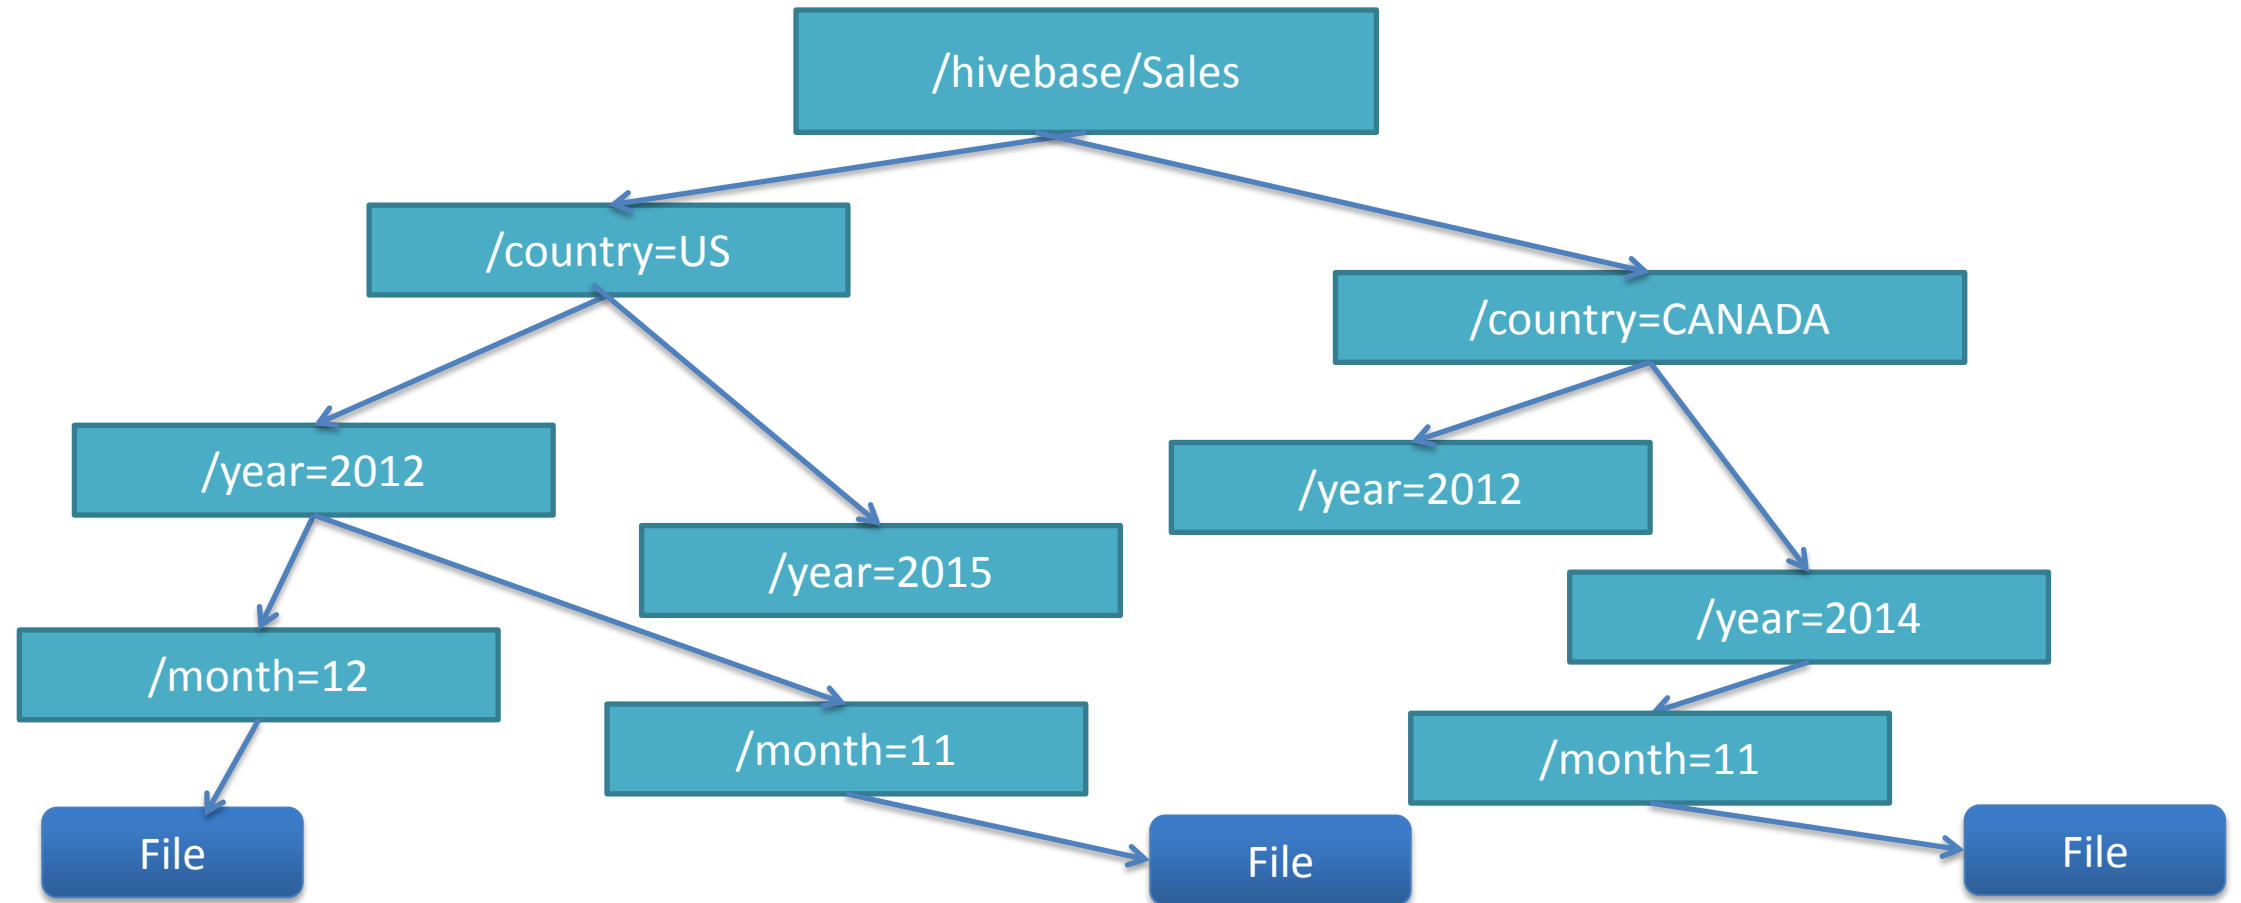 /hivebase/Sales
/country=US
/country=CANADA
/year=2012
/year=2012
/year=2015
/year=2014
/month=12
/month=11
/month=11
File
File
File